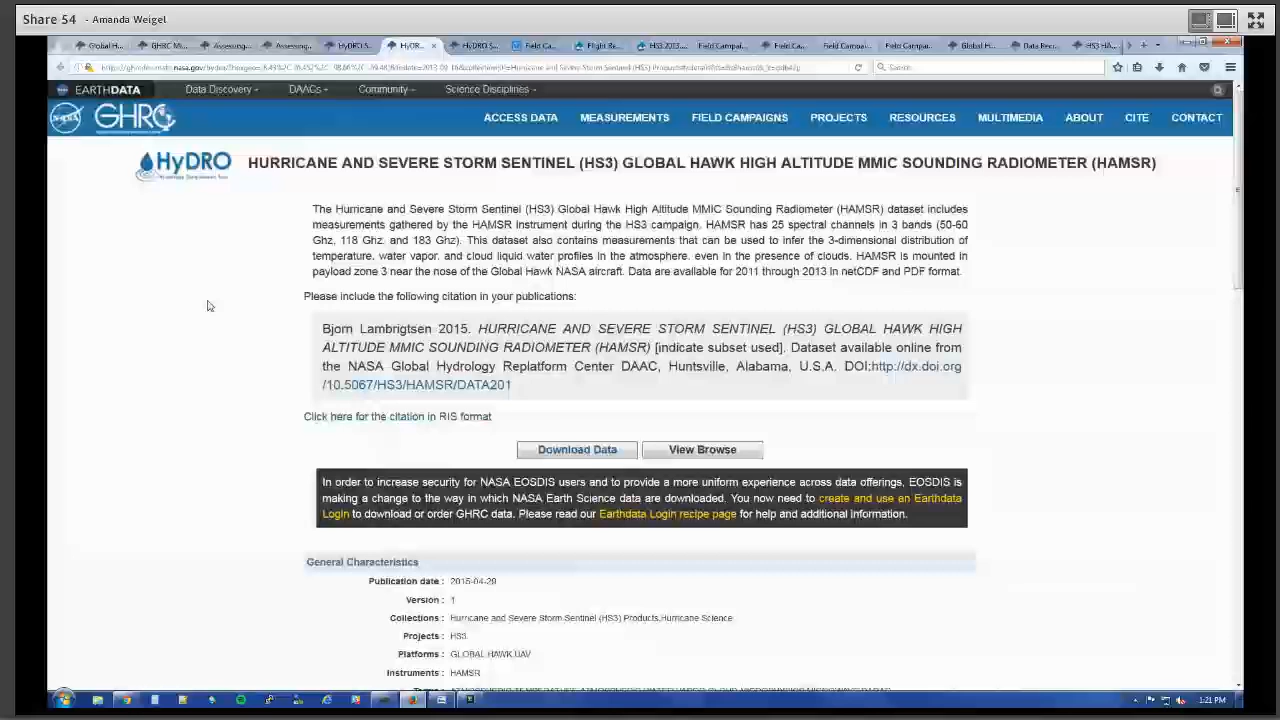 Share 54 - Amanda Weigel
EARTHDATA Data Discovery DAACs Community Science Disciplines
NASA GHRC ACCESS DATA MEASUREMENTS FIELD CAMPAIGNS PROJECTS RESOURCES MULTIMEDIA ABOUT CITE CONTACT
HyDRO HURRICANE AND SEVERE STORM SENTINEL (HS3) GLOBAL HAWK HIGH ALTITUDE MMIC SOUNDING RADIOMETER (HAMSR)
The Hurricane and Severe Storm Sentinel (HS3) Global Hawk High Altitude MMIC Sounding Radiometer (HAMSR) dataset includes
measurements gathered by the HAMSR instrument during the HS3 campaign. HAMSR has 25 spectral channels in 3 bands (50-60
Ghz, 118 Ghz, and 183 Ghz). This dataset also contains measurements that can be used to infer the 3-dimensional distribution of
temperature, water vapor, and cloud liquid water profiles in the atmosphere, even in the presence of clouds. HAMSR is mounted in
payload zone 3 near the nose of the Global Hawk NASA aircraft. Data are available for 2011 through 2013 in netCDF and PDF format.
Please include the following citation in your publications:
Bjorn Lambrigtsen 2015. HURRICANE AND SEVERE STORM SENTINEL (HS3) GLOBAL HAWK HIGH
ALTITUDE MMIC SOUNDING RADIOMETER (HAMSR) [indicate subset used]. Dataset available online from
the NASA Global Hydrology Replatform Center DAAC, Huntsville, Alabama, U.S.A. DOI:http://dx.doi.org
/10.5067/HS3/HAMSR/DATA201
Click here for the citation in RIS format
Download Data View Browse
In order to increase security for NASA EOSDIS users and to provide a more uniform experience across data offerings, EOSDIS is
making a change to the way in which NASA Earth Science data are downloaded. You now need to create and use an Earthdata
Login to download or order GHRC data. Please read our Earthdata Login recipe page for help and additional information.
General Characteristics
Publication date : 2015-04-20
Version : 1
Collections : Hurricane and Severe Storm Sentinel (HS3) Products,Hurricane Science
Projects : HS3
Platforms : GLOBAL HAWK UAV
Instruments : HAMSR
1:21 PM